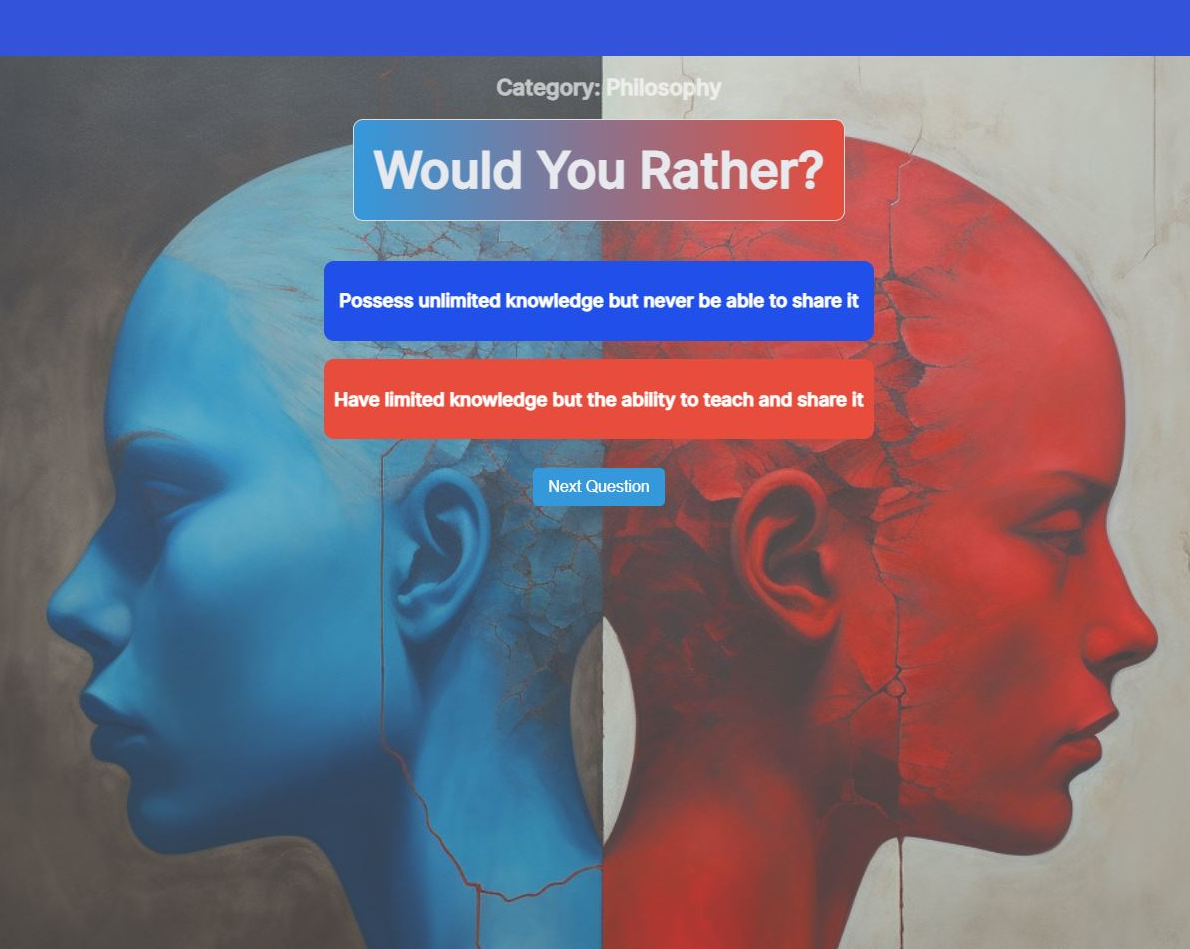 Category: Philosophy
Would You Rather?
Possess unlimited knowledge but never be able to share it
Have limited knowledge but the ability to teach and share it
Next Question